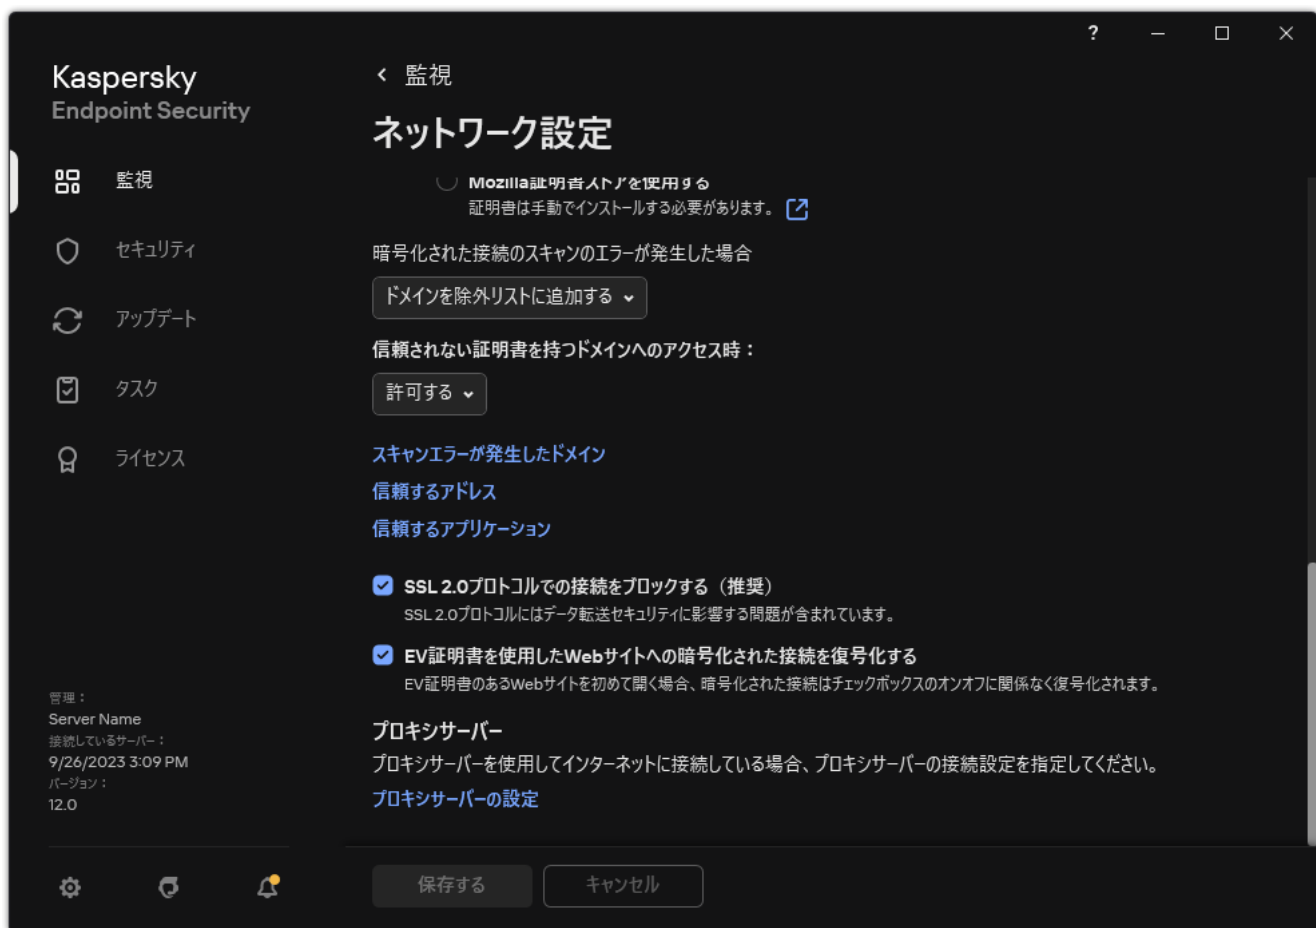 ?
Kaspersky
Endpoint Security
監視
セキュリティ
アップデート
タスク
ライセンス
管理：
Server Name
接続しているサーバー：
9/26/2023 3:09 PM
バージョン：
12.0
監視
ネットワーク設定
Mozilla証明書ストアを使用する
証明書は手動でインストールする必要があります。
暗号化された接続のスキャンのエラーが発生した場合
ドメインを除外リストに追加する
信頼されない証明書を持つドメインへのアクセス時：
許可する
スキャンエラーが発生したドメイン
信頼するアドレス
信頼するアプリケーション
SSL 2.0プロトコルでの接続をブロックする（推奨）
SSL 2.0プロトコルにはデータ転送セキュリティに影響する問題が含まれています。
EV証明書を使用したWebサイトへの暗号化された接続を復号化する
EV証明書のあるWebサイトを初めて開く場合、暗号化された接続はチェックボックスのオンオフに関係なく復号化されます。
プロキシサーバー
プロキシサーバーを使用してインターネットに接続している場合、プロキシサーバーの接続設定を指定してください。
プロキシサーバーの設定
保存する
キャンセル